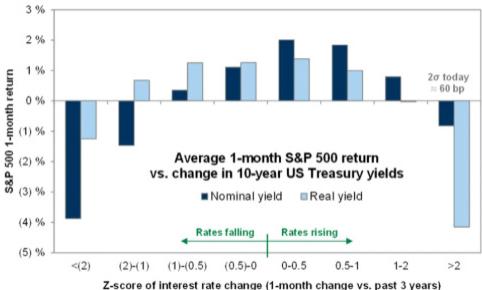 3 %
2 %
1 %
0 %
(1) %
(2) %
(3) %
(4) %
(5) %
S&P 500 1-month return
2σ today
≈ 60 bp
Average 1-month S&P 500 return
vs. change in 10-year US Treasury yields
Nominal yield Real yield
Rates falling Rates rising
<(2) (2)-(1) (1)-(0.5) (0.5)-0 0-0.5 0.5-1 1-2 >2
Z-score of interest rate change (1-month change vs. past 3 years)